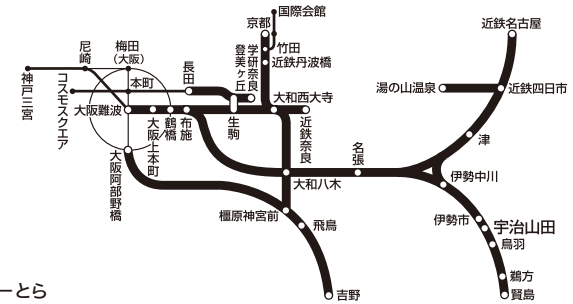 国際会館
京都
近鉄名古屋
竹田
近鉄丹波橋
学研奈良
登美ヶ丘
尼崎
梅田
(大阪)
本町
長田
神戸三宮
コスモスクエア
大阪難波
大阪上本町
鶴橋
布施
生駒
大和西大寺
近鉄奈良
湯の山温泉
近鉄四日市
津
名張
伊勢中川
大和八木
大阪阿部野橋
橿原神宮前
飛鳥
吉野
伊勢市
宇治山田
鳥羽
鵜方
賢島
ーとら